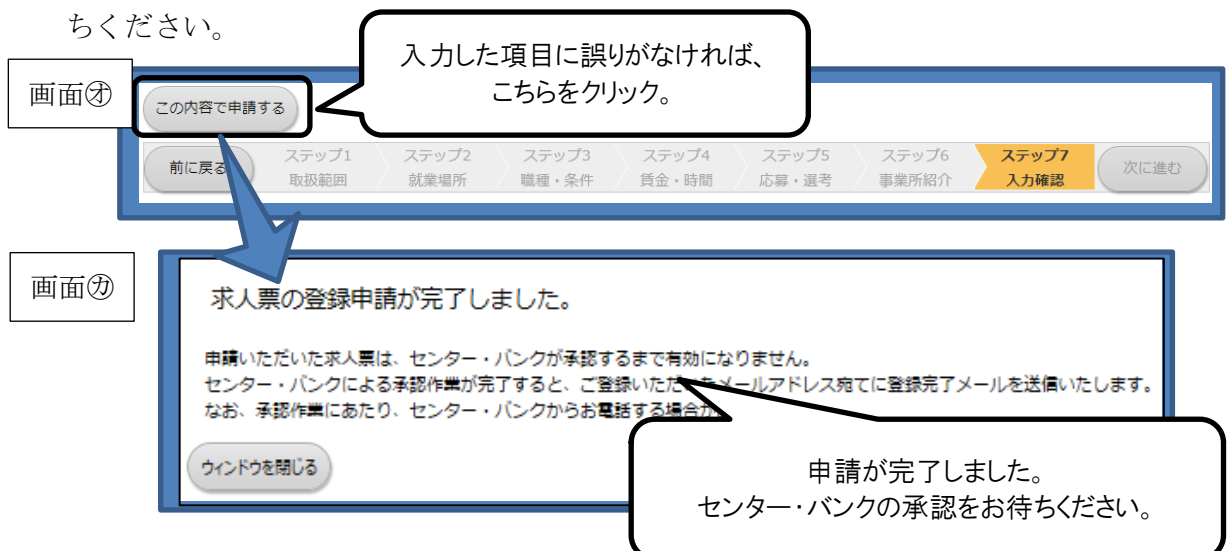 ちください。
入力した項目に誤りがなければ、
こちらをクリック。
画面㋔
この内容で申請する
前に戻る
ステップ1
取扱範囲
ステップ2
就業場所
ステップ3
職種・条件
ステップ4
賃金・時間
ステップ5
応募・選考
ステップ6
事業所紹介
ステップ7
入力確認
次に進む
画面㋕
求人票の登録申請が完了しました。
申請いただいた求人票は、センター・バンクが承認するまで有効になりません。
センター・バンクによる承認作業が完了すると、ご登録いただいたメールアドレス宛てに登録完了メールを送信いたします。
なお、承認作業にあたり、センター・バンクからお電話する場合が
ウィンドウを閉じる
申請が完了しました。
センター・バンクの承認をお待ちください。